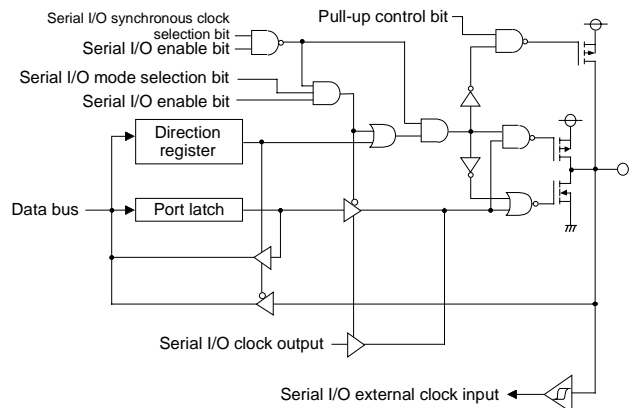 Serial I/O synchronous clock
selection bit
Serial I/O enable bit
Pull-up control bit
Serial I/O mode selection bit
Serial I/O enable bit
Direction
register
Data bus
Port latch
Serial I/O clock output
Serial I/O external clock input